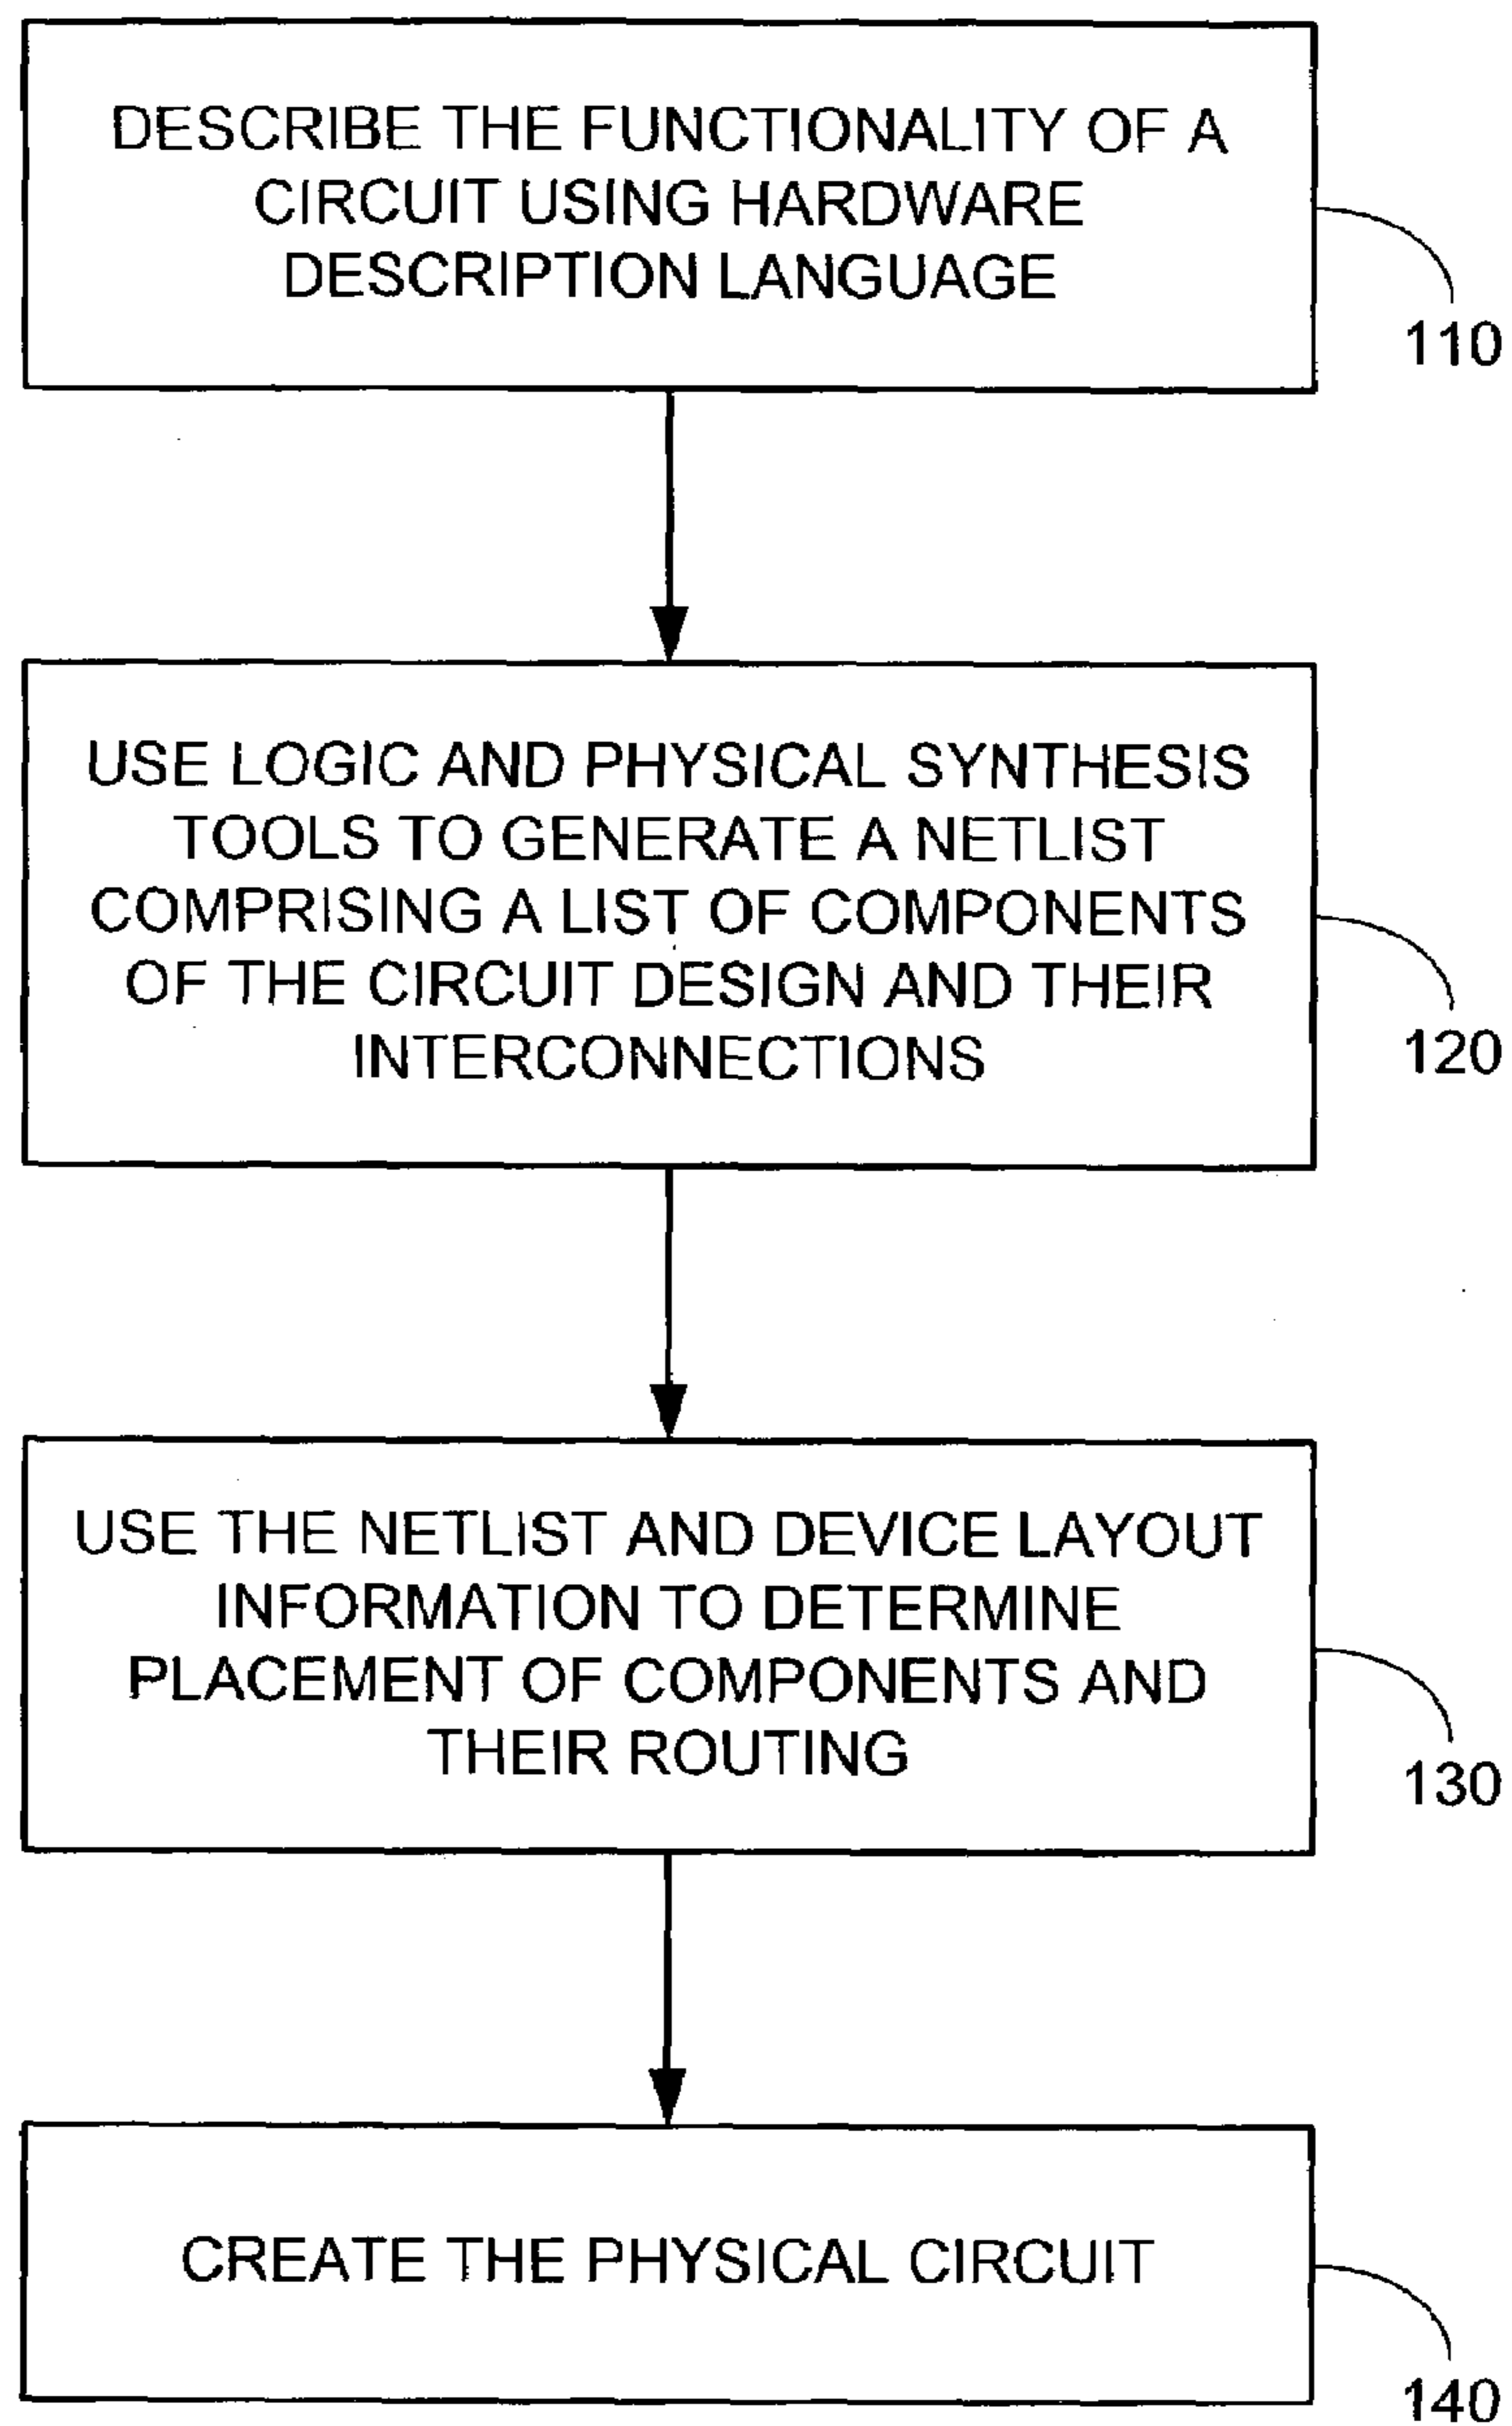 DESCRIBE THE FUNCTIONALITY OF A
CIRCUIT USING HARDWARE
DESCRIPTION LANGUAGE
110
USE LOGIC AND PHYSICAL SYNTHESIS
TOOLS TO GENERATE A NETLIST
COMPRISING A LIST OF COMPONENTS
OF THE CIRCUIT DESIGN AND THEIR
INTERCONNECTIONS
120
USE THE NETLIST AND DEVICE LAYOUT
INFORMATION TO DETERMINE
PLACEMENT OF COMPONENTS AND
THEIR ROUTING
130
CREATE THE PHYSICAL CIRCUIT
140